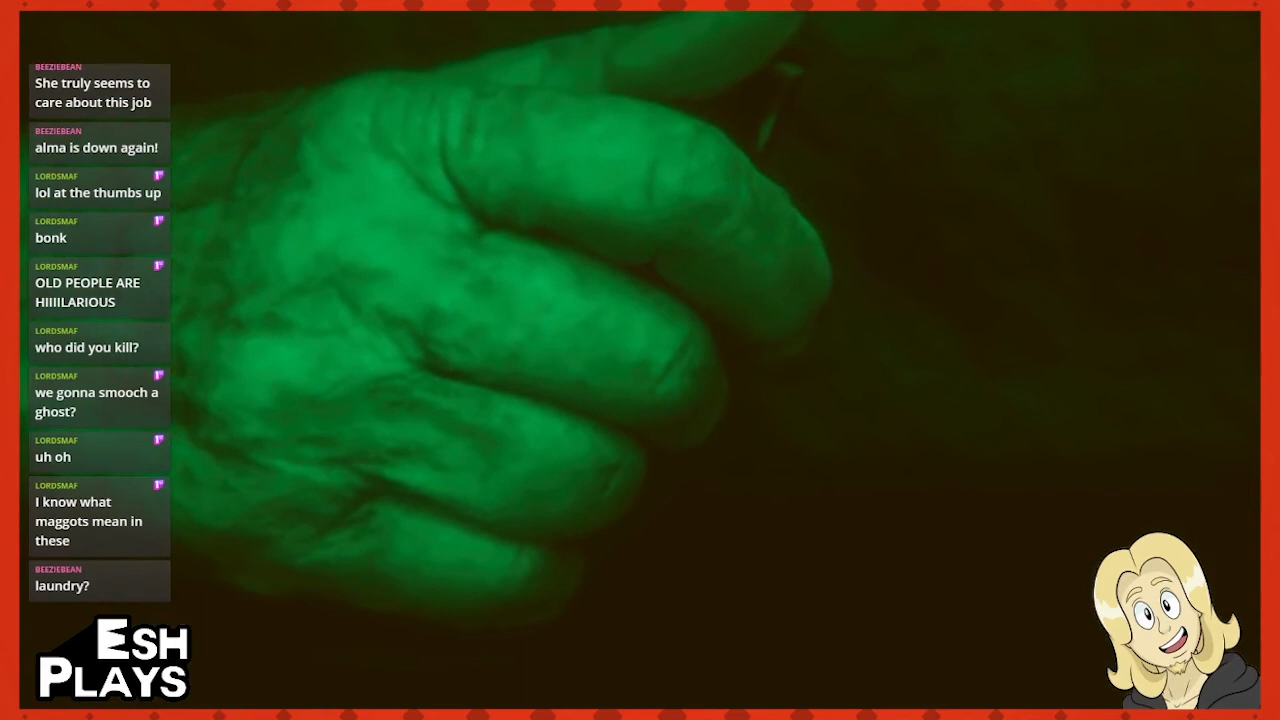 BEEZIEBEAN
She truly seems to
care about this job
BEEZIEBEAN
alma is down again!
LORDSMAF
lol at the thumbs up
LORDSMAF
bonk
LORDSMAF
OLD PEOPLE ARE
HIIIILARIOUS
LORDSMAF
who did you kill?
LORDSMAF
we gonna smooch a
ghost?
LORDSMAF
uh oh
LORDSMAF
I know what
maggots mean in
these
BEEZIEBEAN
laundry?
ESH
PLAYS